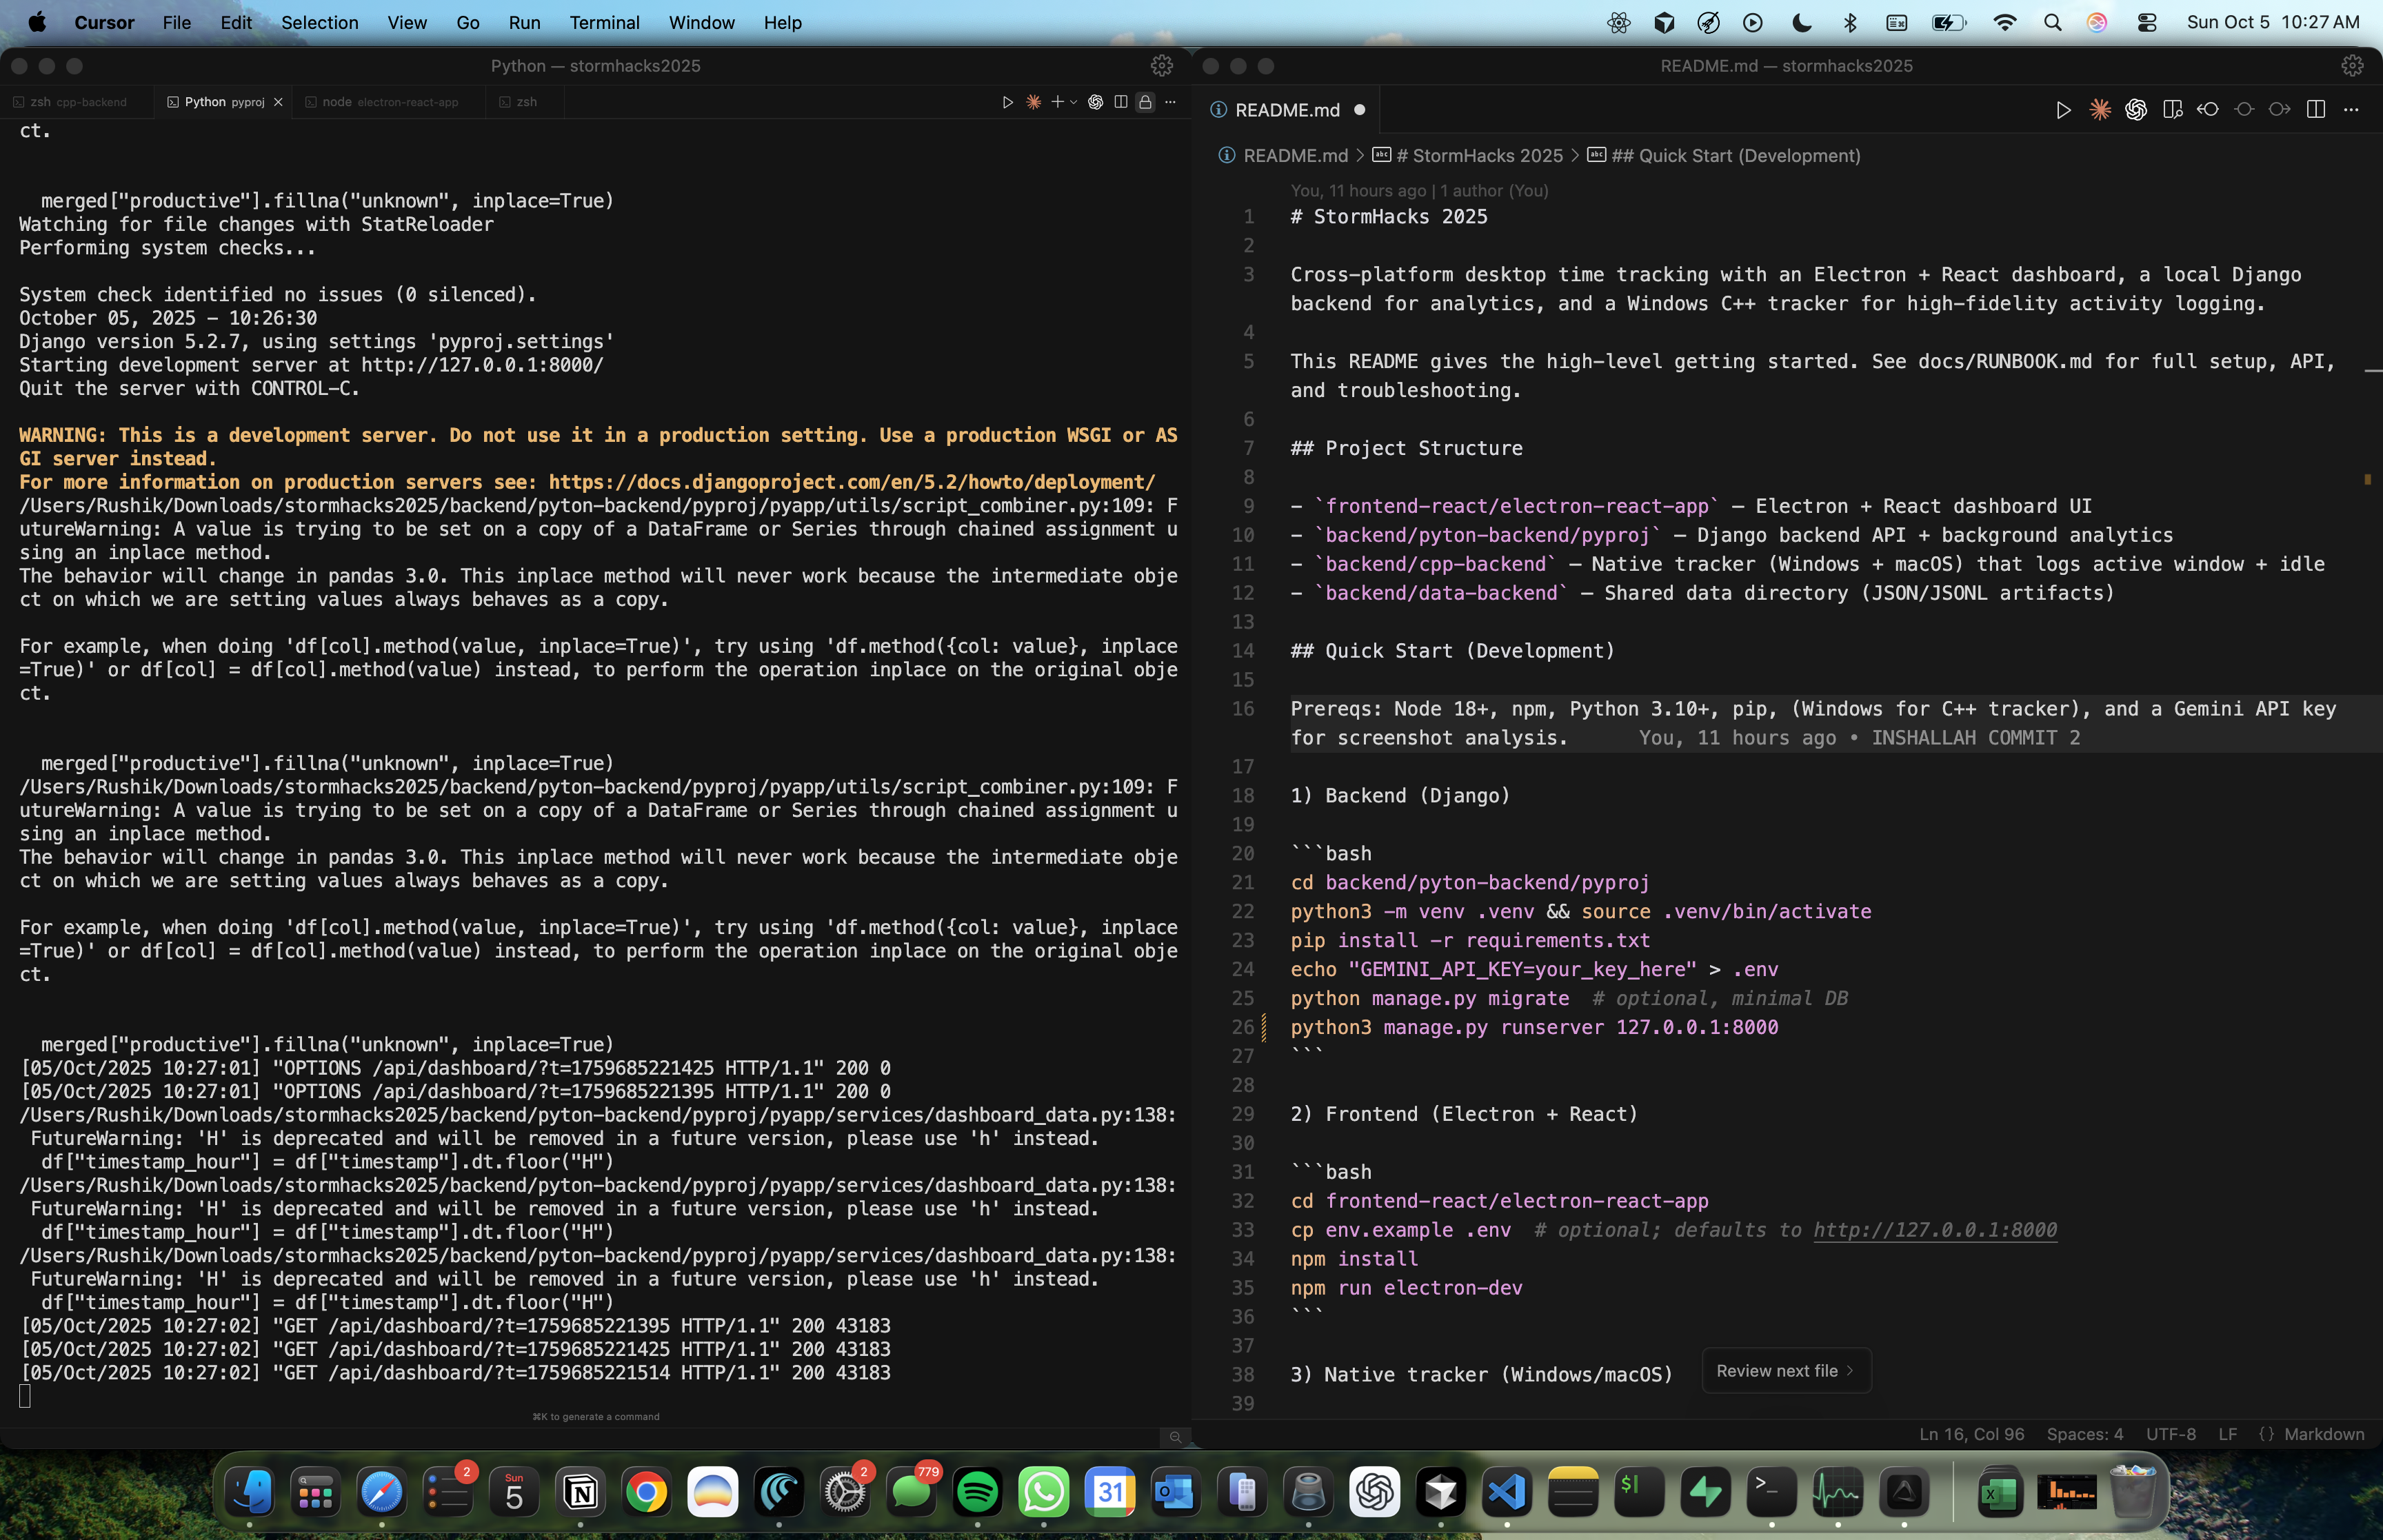 Cursor File Edit Selection View Go Run Terminal Window Help
Sun Oct 5 10:27 AM
Python — stormhacks2025
zsh cpp-backend
Python pyproj
node electron-react-app
zsh
ct.
merged["productive"].fillna("unknown", inplace=True)
Watching for file changes with StatReloader
Performing system checks...
System check identified no issues (0 silenced).
October 05, 2025 - 10:26:30
Django version 5.2.7, using settings 'pyproj.settings'
Starting development server at http://127.0.0.1:8000/
Quit the server with CONTROL-C.
WARNING: This is a development server. Do not use it in a production setting. Use a production WSGI or AS
GI server instead.
For more information on production servers see: https://docs.djangoproject.com/en/5.2/howto/deployment/
/Users/Rushik/Downloads/stormhacks2025/backend/pyton-backend/pyproj/pyapp/utils/script_combiner.py:109: F
utureWarning: A value is trying to be set on a copy of a DataFrame or Series through chained assignment u
sing an inplace method.
The behavior will change in pandas 3.0. This inplace method will never work because the intermediate obje
ct on which we are setting values always behaves as a copy.
For example, when doing 'df[col].method(value, inplace=True)', try using 'df.method({col: value}, inplace
=True)' or df[col] = df[col].method(value) instead, to perform the operation inplace on the original obje
ct.
merged["productive"].fillna("unknown", inplace=True)
/Users/Rushik/Downloads/stormhacks2025/backend/pyton-backend/pyproj/pyapp/utils/script_combiner.py:109: F
utureWarning: A value is trying to be set on a copy of a DataFrame or Series through chained assignment u
sing an inplace method.
The behavior will change in pandas 3.0. This inplace method will never work because the intermediate obje
ct on which we are setting values always behaves as a copy.
For example, when doing 'df[col].method(value, inplace=True)', try using 'df.method({col: value}, inplace
=True)' or df[col] = df[col].method(value) instead, to perform the operation inplace on the original obje
ct.
merged["productive"].fillna("unknown", inplace=True)
[05/Oct/2025 10:27:01] "OPTIONS /api/dashboard/?t=1759685221425 HTTP/1.1" 200 0
[05/Oct/2025 10:27:01] "OPTIONS /api/dashboard/?t=1759685221395 HTTP/1.1" 200 0
/Users/Rushik/Downloads/stormhacks2025/backend/pyton-backend/pyproj/pyapp/services/dashboard_data.py:138:
FutureWarning: 'H' is deprecated and will be removed in a future version, please use 'h' instead.
df["timestamp_hour"] = df["timestamp"].dt.floor("H")
/Users/Rushik/Downloads/stormhacks2025/backend/pyton-backend/pyproj/pyapp/services/dashboard_data.py:138:
FutureWarning: 'H' is deprecated and will be removed in a future version, please use 'h' instead.
df["timestamp_hour"] = df["timestamp"].dt.floor("H")
/Users/Rushik/Downloads/stormhacks2025/backend/pyton-backend/pyproj/pyapp/services/dashboard_data.py:138:
FutureWarning: 'H' is deprecated and will be removed in a future version, please use 'h' instead.
df["timestamp_hour"] = df["timestamp"].dt.floor("H")
[05/Oct/2025 10:27:02] "GET /api/dashboard/?t=1759685221395 HTTP/1.1" 200 43183
[05/Oct/2025 10:27:02] "GET /api/dashboard/?t=1759685221425 HTTP/1.1" 200 43183
[05/Oct/2025 10:27:02] "GET /api/dashboard/?t=1759685221514 HTTP/1.1" 200 43183
⌘K to generate a command
README.md — stormhacks2025
README.md
README.md > # StormHacks 2025 > ## Quick Start (Development)
You, 11 hours ago | 1 author (You)
1 # StormHacks 2025
2
3 Cross-platform desktop time tracking with an Electron + React dashboard, a local Django
backend for analytics, and a Windows C++ tracker for high-fidelity activity logging.
4
5 This README gives the high-level getting started. See docs/RUNBOOK.md for full setup, API,
and troubleshooting.
6
7 ## Project Structure
8
9 - `frontend-react/electron-react-app` — Electron + React dashboard UI
10 - `backend/pyton-backend/pyproj` — Django backend API + background analytics
11 - `backend/cpp-backend` — Native tracker (Windows + macOS) that logs active window + idle
12 - `backend/data-backend` — Shared data directory (JSON/JSONL artifacts)
13
14 ## Quick Start (Development)
15
16 Prereqs: Node 18+, npm, Python 3.10+, pip, (Windows for C++ tracker), and a Gemini API key
for screenshot analysis. You, 11 hours ago • INSHALLAH COMMIT 2
17
18 1) Backend (Django)
19
20 ```bash
21 cd backend/pyton-backend/pyproj
22 python3 -m venv .venv && source .venv/bin/activate
23 pip install -r requirements.txt
24 echo "GEMINI_API_KEY=your_key_here" > .env
25 python manage.py migrate # optional, minimal DB
26 python3 manage.py runserver 127.0.0.1:8000
27 ```
28
29 2) Frontend (Electron + React)
30
31 ```bash
32 cd frontend-react/electron-react-app
33 cp env.example .env # optional; defaults to http://127.0.0.1:8000
34 npm install
35 npm run electron-dev
36 ```
37
38 3) Native tracker (Windows/macOS)
39
Review next file
Ln 16, Col 96 Spaces: 4 UTF-8 LF {} Markdown
2
Sun
5
2
779
31